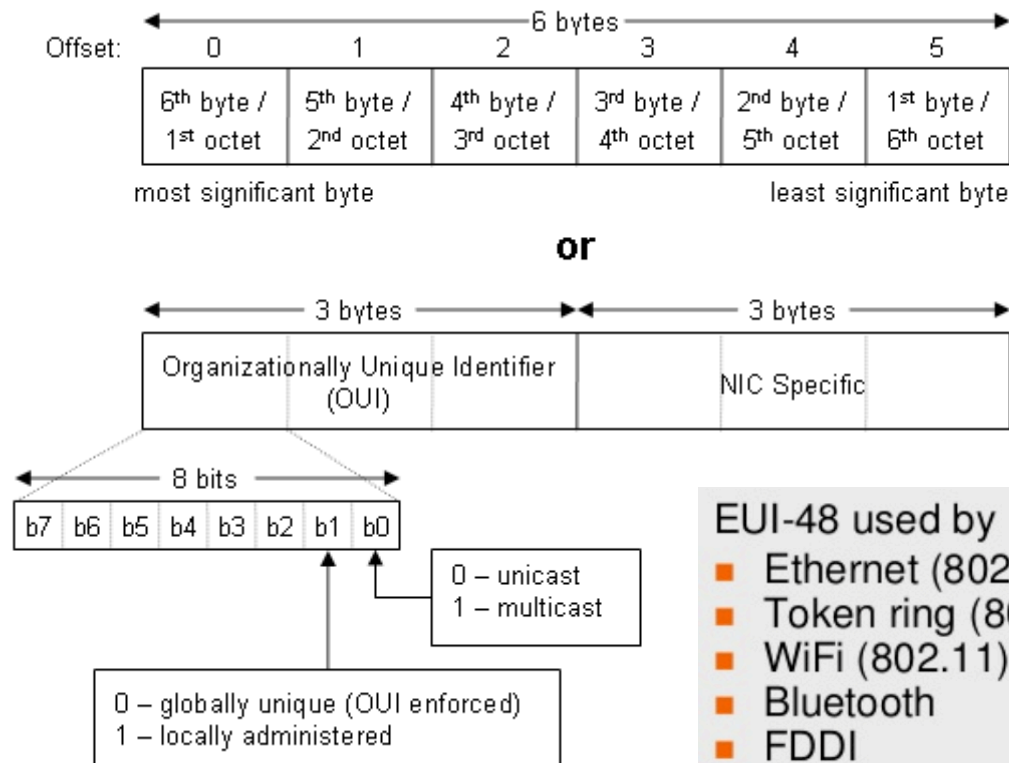 6 bytes
Offset: 0 1 2 3 4 5
6th byte / 5th byte / 4th byte / 3rd byte / 2nd byte / 1st byte /
1st octet 2nd octet 3rd octet 4th octet 5th octet 6th octet
most significant byte least significant byte
or
3 bytes 3 bytes
Organizationally Unique Identifier
(OUI)
NIC Specific
8 bits
b7 b6 b5 b4 b3 b2 b1 b0
0 – unicast
1 – multicast
0 – globally unique (OUI enforced)
1 – locally administered
EUI-48 used by
Ethernet (802
Token ring (80
WiFi (802.11)
Bluetooth
FDDI